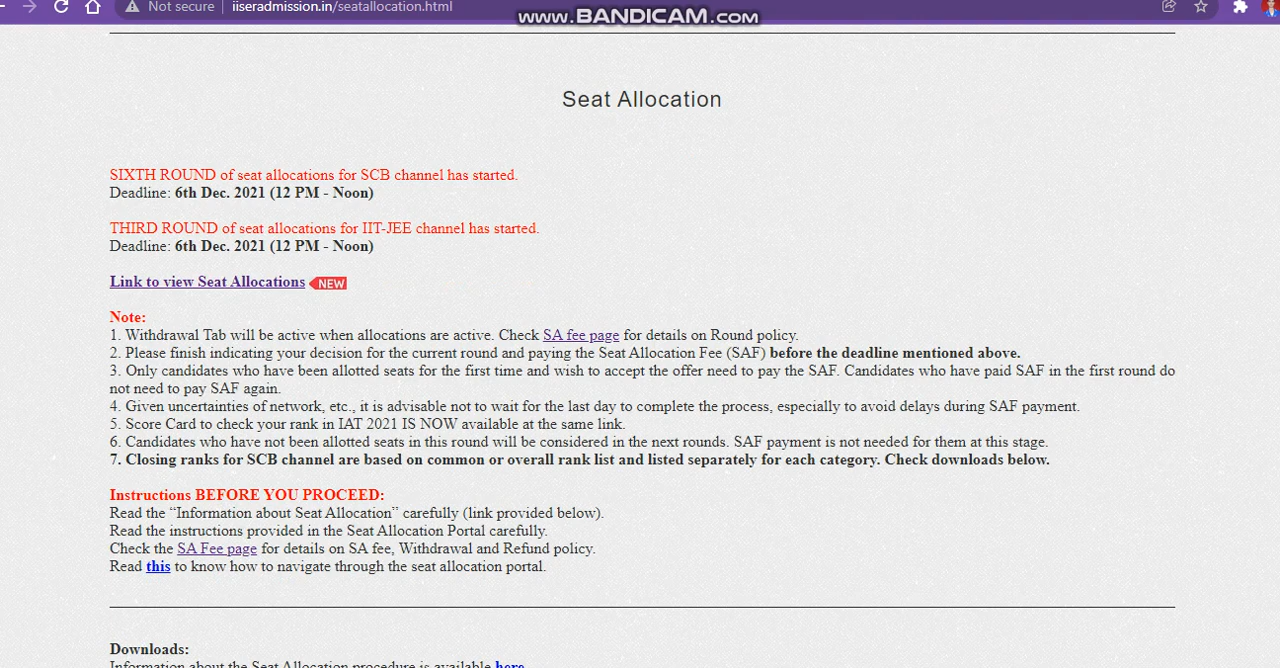 Not secure iiseradmission.in/seatallocation.html
www.BANDICAM.com
Seat Allocation
SIXTH ROUND of seat allocations for SCB channel has started.
Deadline: 6th Dec. 2021 (12 PM - Noon)
THIRD ROUND of seat allocations for IIT-JEE channel has started.
Deadline: 6th Dec. 2021 (12 PM - Noon)
Link to view Seat Allocations NEW
Note:
1. Withdrawal Tab will be active when allocations are active. Check SA fee page for details on Round policy.
2. Please finish indicating your decision for the current round and paying the Seat Allocation Fee (SAF) before the deadline mentioned above.
3. Only candidates who have been allotted seats for the first time and wish to accept the offer need to pay the SAF. Candidates who have paid SAF in the first round do
not need to pay SAF again.
4. Given uncertainties of network, etc., it is advisable not to wait for the last day to complete the process, especially to avoid delays during SAF payment.
5. Score Card to check your rank in IAT 2021 IS NOW available at the same link.
6. Candidates who have not been allotted seats in this round will be considered in the next rounds. SAF payment is not needed for them at this stage.
7. Closing ranks for SCB channel are based on common or overall rank list and listed separately for each category. Check downloads below.
Instructions BEFORE YOU PROCEED:
Read the “Information about Seat Allocation” carefully (link provided below).
Read the instructions provided in the Seat Allocation Portal carefully.
Check the SA Fee page for details on SA fee, Withdrawal and Refund policy.
Read this to know how to navigate through the seat allocation portal.
Downloads:
Information about the Seat Allocation procedure is available here.